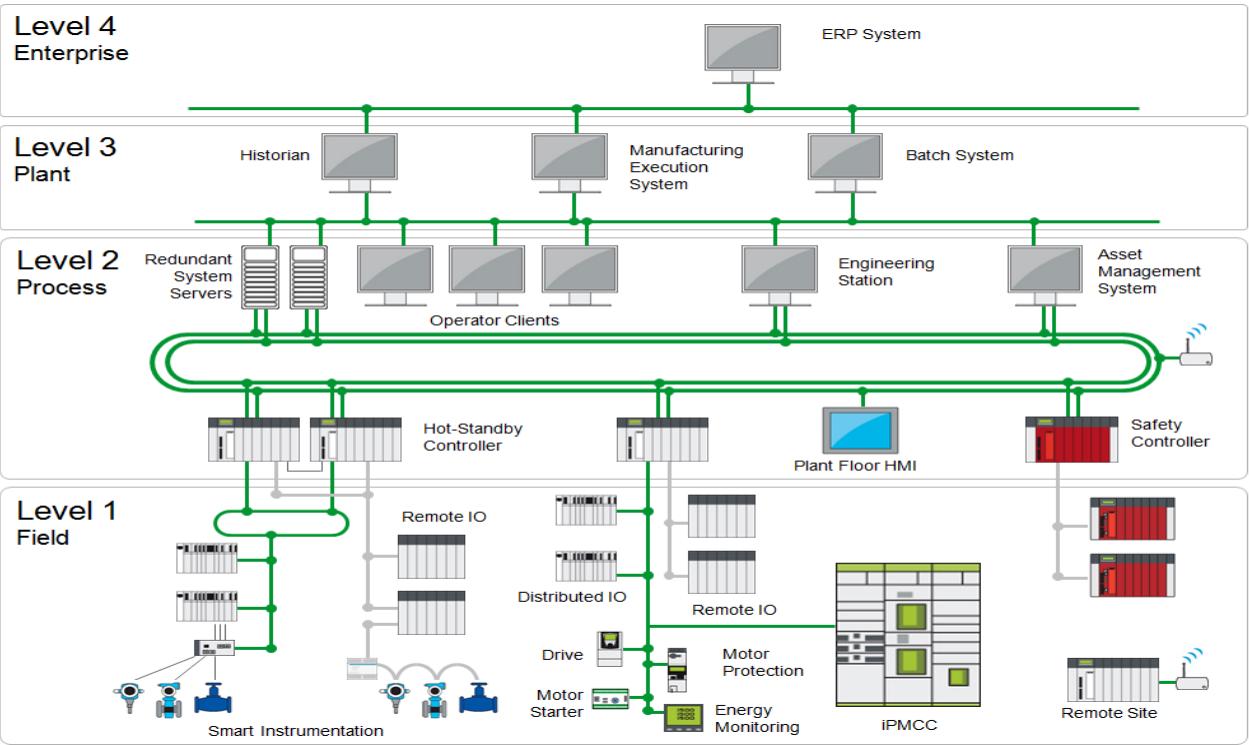 Level 4
Enterprise
ERP System
Level 3
Plant
Historian
Manufacturing
Execution
System
Batch System
Level 2
Process
Redundant
System
Servers
Operator Clients
Engineering
Station
Asset
Management
System
Hot-Standby
Controller
Plant Floor HMI
Safety
Controller
Level 1
Field
Remote IO
Distributed IO
Remote IO
Drive
Motor
Protection
Motor
Starter
Energy
Monitoring
iPMCC
Remote Site
Smart Instrumentation